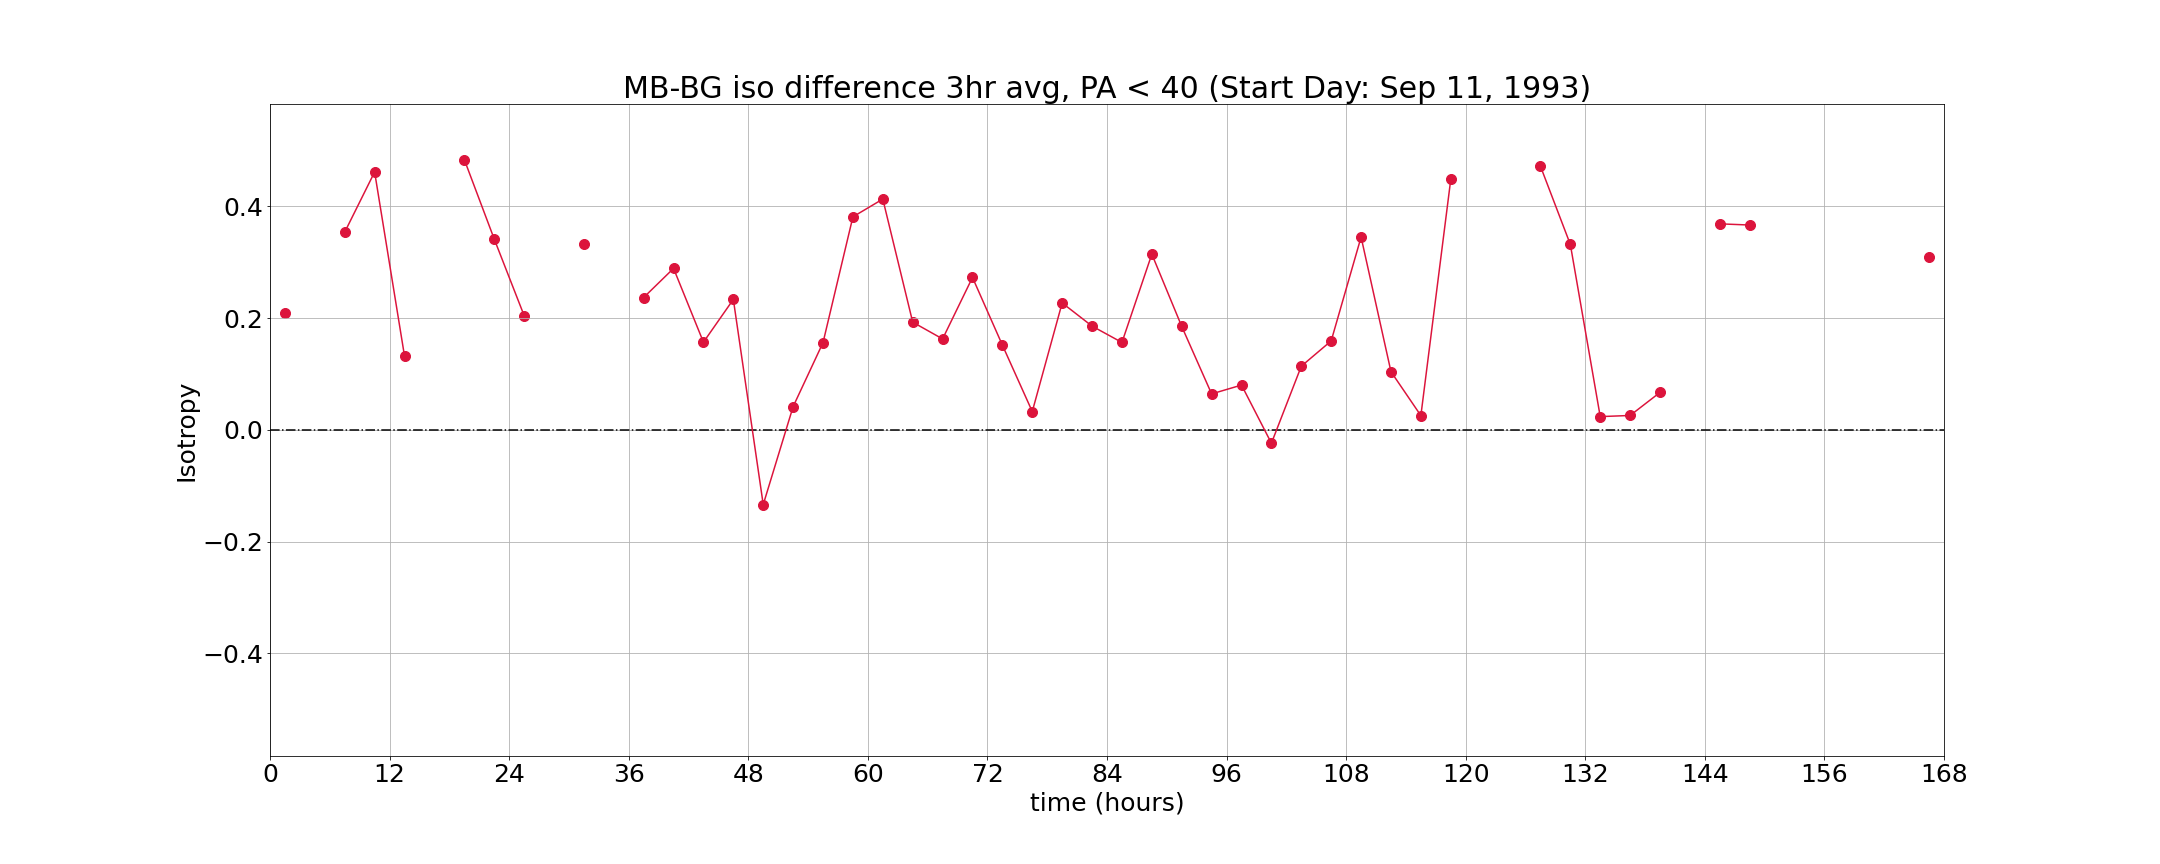 MB-BG iso difference 3hr avg, PA < 40 (Start Day: Sep 11, 1993)
0.4
0.2
0.0
−0.2
−0.4
Isotropy
0 12 24 36 48 60 72 84 96 108 120 132 144 156 168
time (hours)